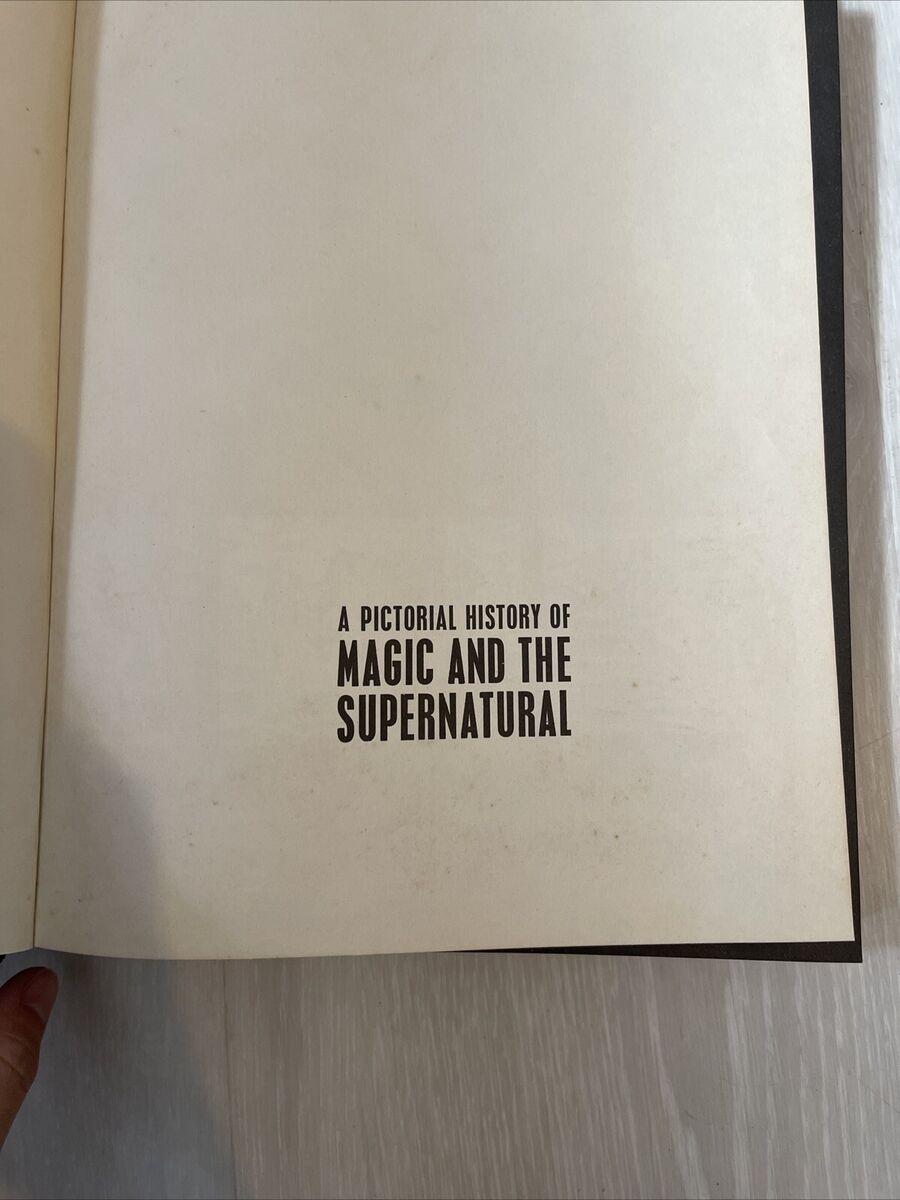 A PICTORIAL HISTORY OF
MAGIC AND THE
SUPERNATURAL